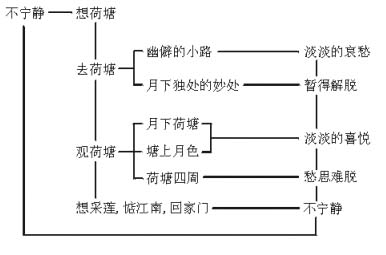 不宁静 想荷塘
幽僻的小路 淡淡的哀愁
去荷塘
月下独处的妙处 暂得解脱
月下荷塘
淡淡的喜悦
观荷塘 塘上月色
荷塘四周 愁思难脱
想采莲, 惦江南, 回家门 不宁静